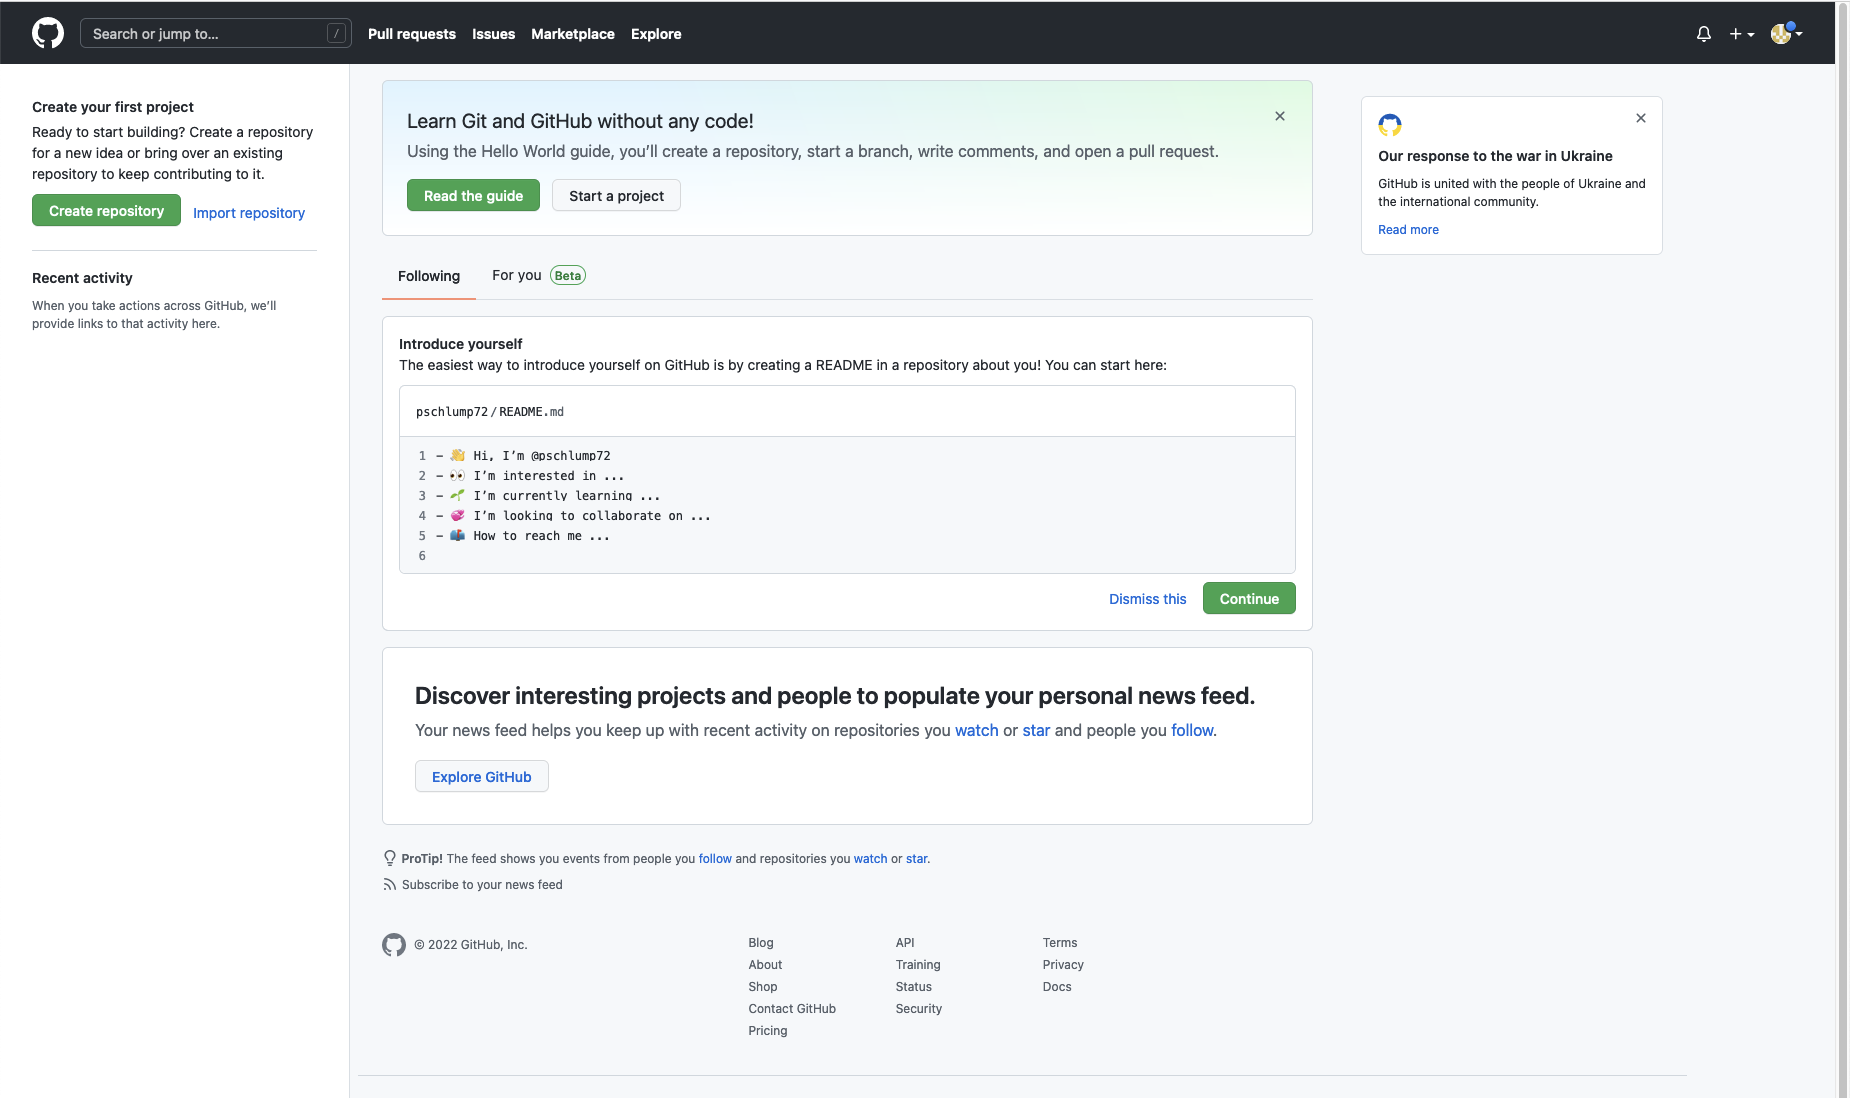 Search or jump to... /
Pull requests
Issues
Marketplace
Explore
Create your first project
Ready to start building? Create a repository
for a new idea or bring over an existing
repository to keep contributing to it.
Create repository
Import repository
Recent activity
When you take actions across GitHub, we’ll
provide links to that activity here.
Learn Git and GitHub without any code!
Using the Hello World guide, you’ll create a repository, start a branch, write comments, and open a pull request.
Read the guide
Start a project
Following
For you Beta
Introduce yourself
The easiest way to introduce yourself on GitHub is by creating a README in a repository about you! You can start here:
pschlump72/README.md
1 - 👋 Hi, I’m @pschlump72
2 - 👀 I’m interested in ...
3 - 🌱 I’m currently learning ...
4 - 💞️ I’m looking to collaborate on ...
5 - 📫 How to reach me ...
6
Dismiss this
Continue
Discover interesting projects and people to populate your personal news feed.
Your news feed helps you keep up with recent activity on repositories you watch or star and people you follow.
Explore GitHub
ProTip! The feed shows you events from people you follow and repositories you watch or star.
Subscribe to your news feed
Our response to the war in Ukraine
GitHub is united with the people of Ukraine and
the international community.
Read more
© 2022 GitHub, Inc.
Blog
About
Shop
Contact GitHub
Pricing
API
Training
Status
Security
Terms
Privacy
Docs